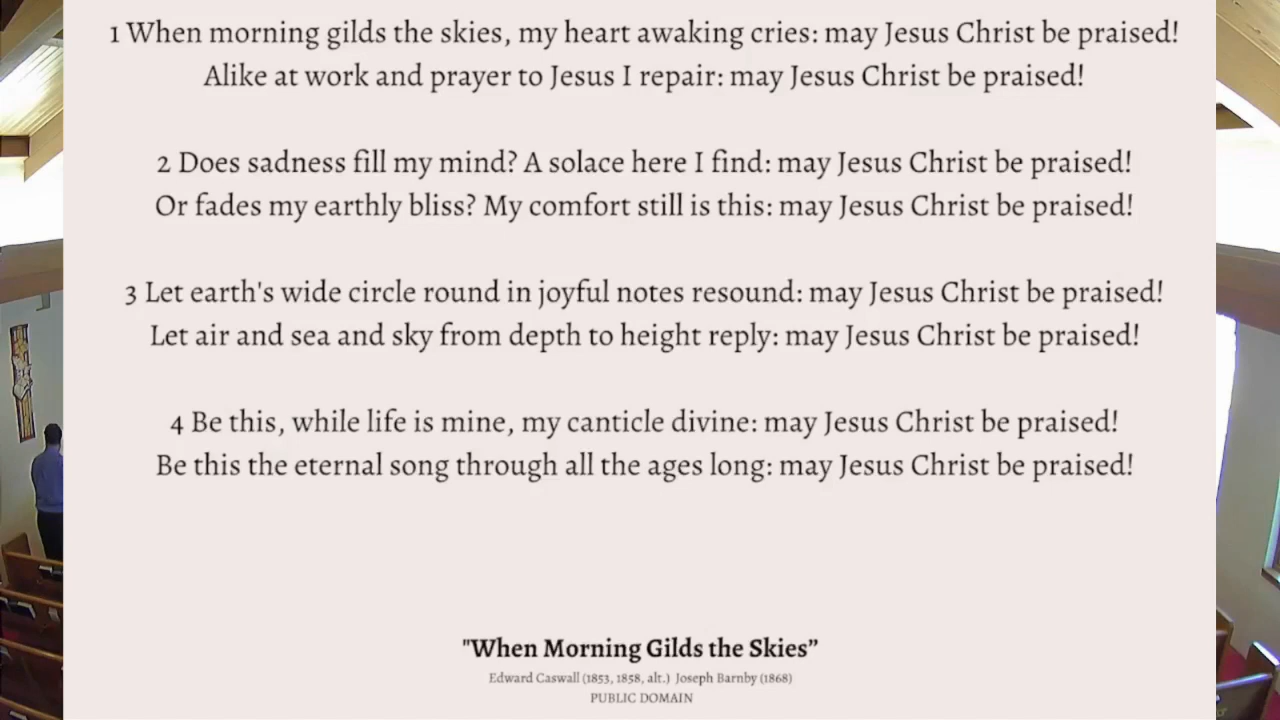 1 When morning gilds the skies, my heart awaking cries: may Jesus Christ be praised!
Alike at work and prayer to Jesus I repair: may Jesus Christ be praised!
2 Does sadness fill my mind? A solace here I find: may Jesus Christ be praised!
Or fades my earthly bliss? My comfort still is this: may Jesus Christ be praised!
3 Let earth's wide circle round in joyful notes resound: may Jesus Christ be praised!
Let air and sea and sky from depth to height reply: may Jesus Christ be praised!
4 Be this, while life is mine, my canticle divine: may Jesus Christ be praised!
Be this the eternal song through all the ages long: may Jesus Christ be praised!
"When Morning Gilds the Skies”
Edward Caswall (1853, 1858, alt.) Joseph Barnby (1868)
PUBLIC DOMAIN